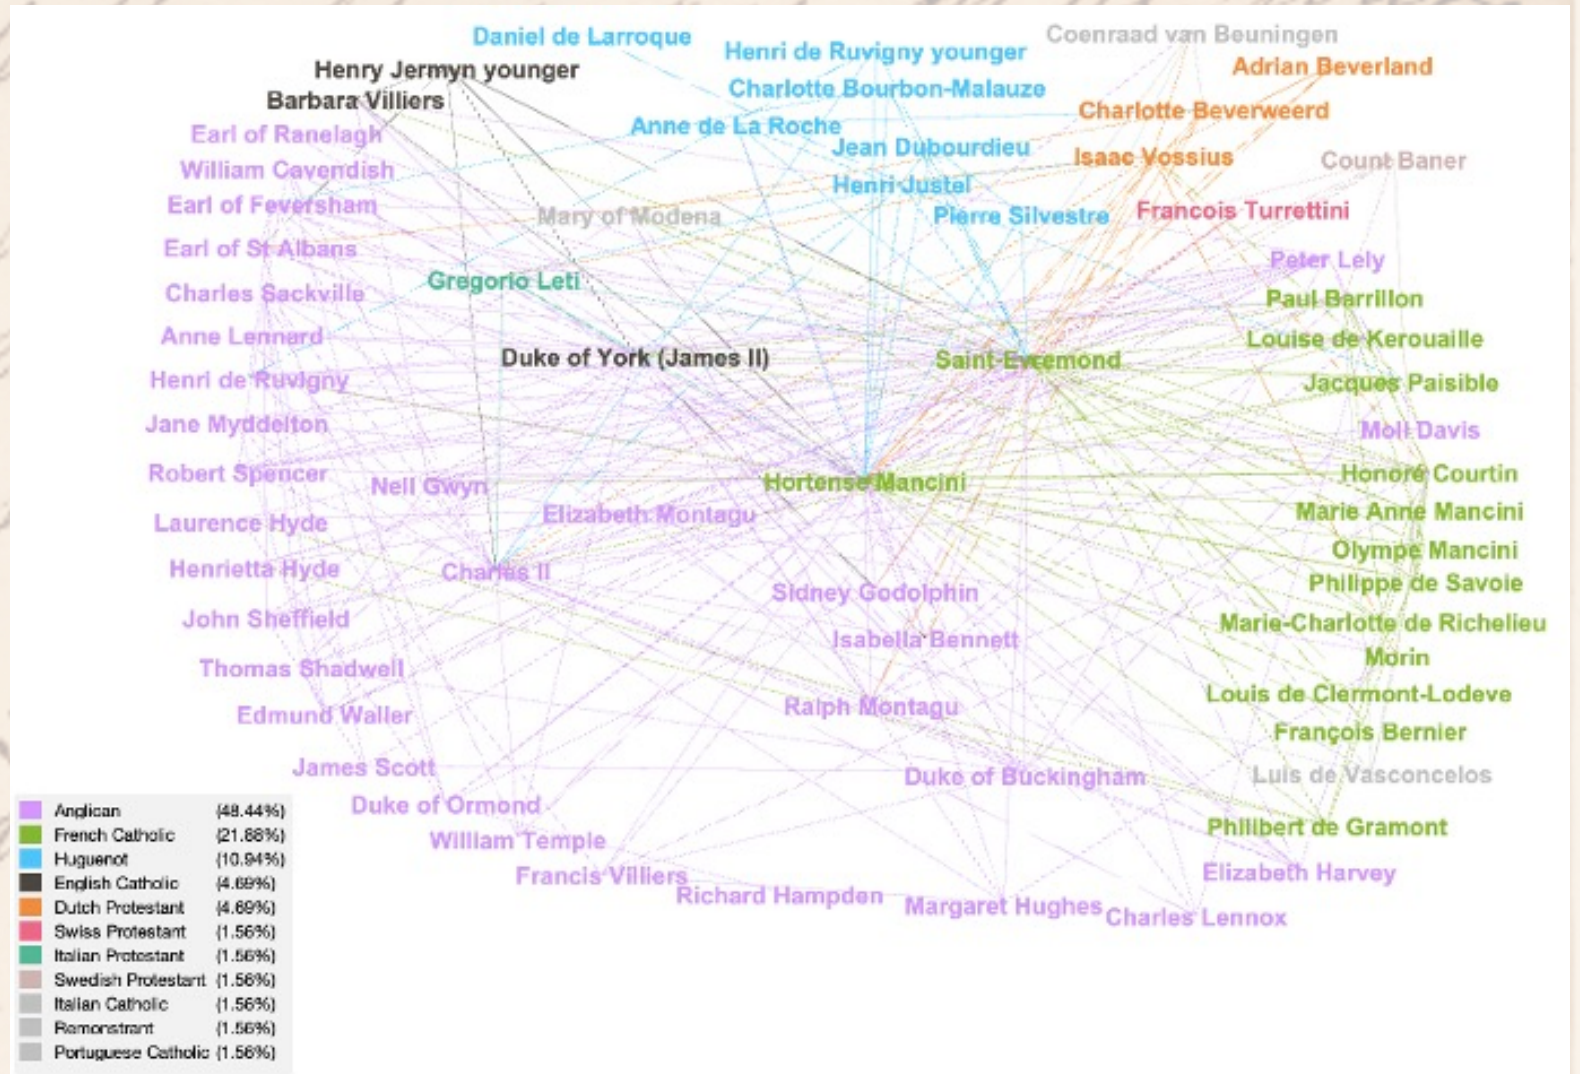 Daniel de Larroque
Coenraad van Beuningen
Henri de Ruvigny younger
Henry Jermyn younger
Adrian Beverland
Charlotte Bourbon-Malauze
Barbara Villiers
Charlotte Beverweerd
Anne de La Roche
Earl of Ranelagh
Jean Dubourdieu
Isaac Vossius
Count Baner
William Cavendish
Henri Justel
Earl of Feversham
Mary of Modena
Pierre Silvestre
Francois Turrettini
Earl of St Albans
Peter Lely
Gregorio Leti
Charles Sackville
Paul Barrillon
Anne Lennard
Louise de Kerouaille
Duke of York (James II)
Saint-Evremond
Henri de Ruvigny
Jacques Paisible
Jane Myddelton
Moll Davis
Robert Spencer
Nell Gwyn
Hortense Mancini
Honoré Courtin
Laurence Hyde
Elizabeth Montagu
Marie Anne Mancini
Olympe Mancini
Henrietta Hyde
Charles II
Sidney Godolphin
Philippe de Savoie
John Sheffield
Isabella Bennett
Marie-Charlotte de Richelieu
Morin
Thomas Shadwell
Louis de Clermont-Lodeve
Edmund Waller
Ralph Montagu
François Bernier
James Scott
Duke of Buckingham
Luis de Vasconcelos
Duke of Ormond
Philibert de Gramont
William Temple
Francis Villiers
Elizabeth Harvey
Richard Hampden
Margaret Hughes
Charles Lennox
Anglican (48.44%)
French Catholic (21.88%)
Huguenot (10.94%)
English Catholic (4.69%)
Dutch Protestant (4.69%)
Swiss Protestant (1.56%)
Italian Protestant (1.56%)
Swedish Protestant (1.56%)
Italian Catholic (1.56%)
Remonstrant (1.56%)
Portuguese Catholic (1.56%)